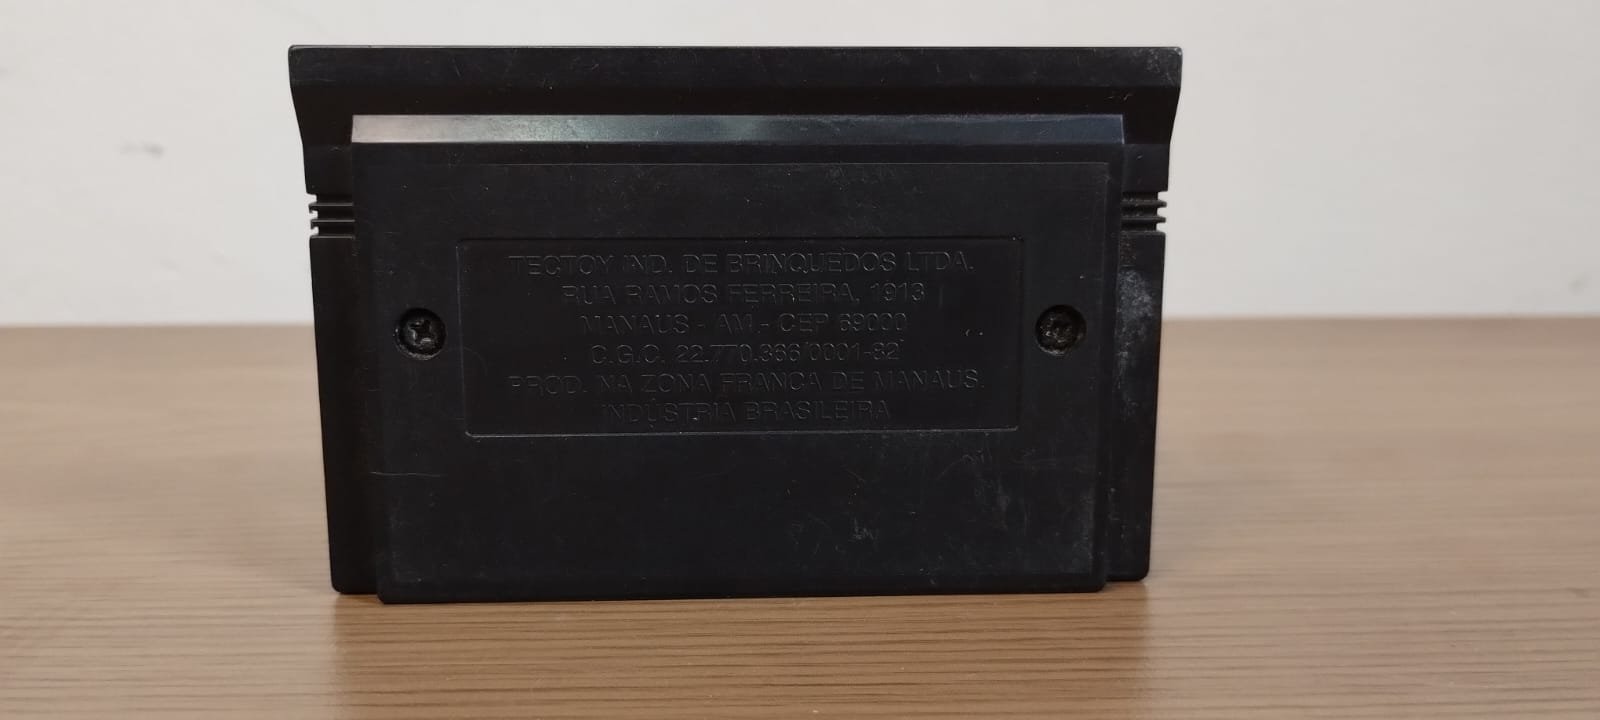 TECTOY IND. DE BRINQUEDOS LTDA.
RUA RAMOS FERREIRA, 1913
MANAUS - AM - CEP 69000
C.G.C. 22.770.366/0001-82
PROD. NA ZONA FRANCA DE MANAUS.
INDÚSTRIA BRASILEIRA